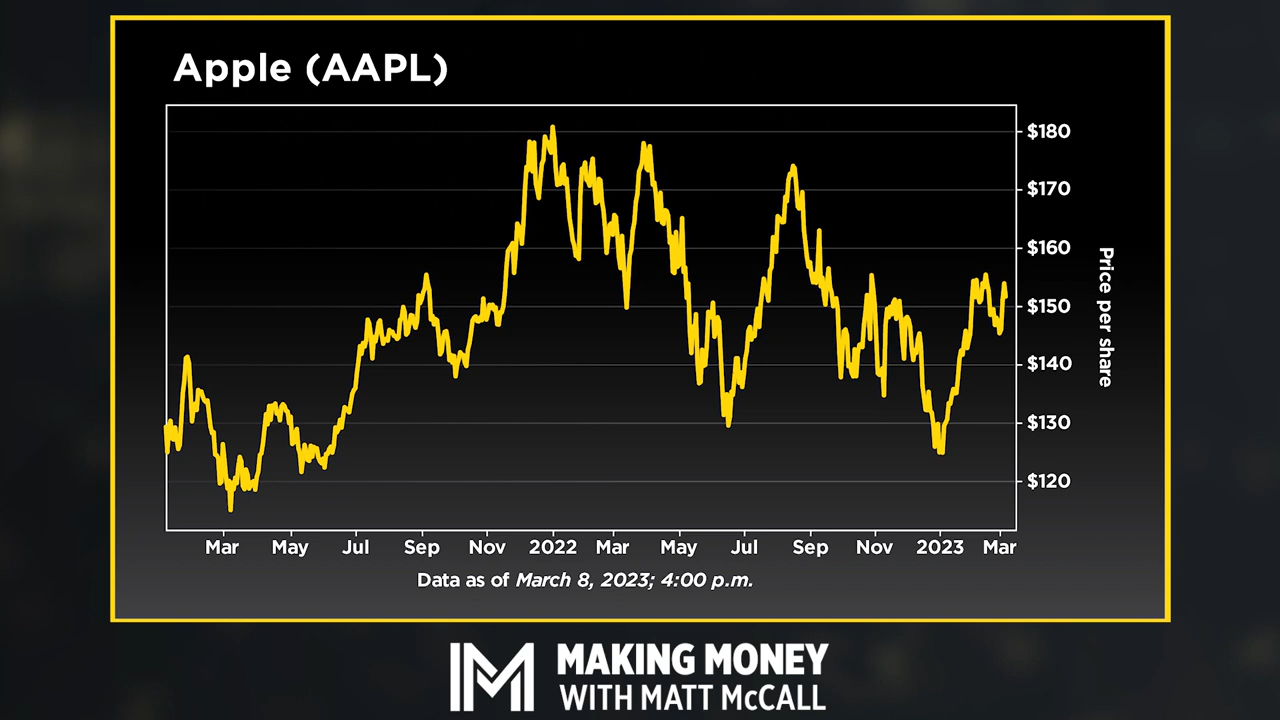 Apple (AAPL)
$180
$170
$160
$150
$140
$130
$120
Price per share
Mar May Jul Sep Nov 2022 Mar May Jul Sep Nov 2023 Mar
Data as of March 8, 2023; 4:00 p.m.
MAKING MONEY
WITH MATT McCALL